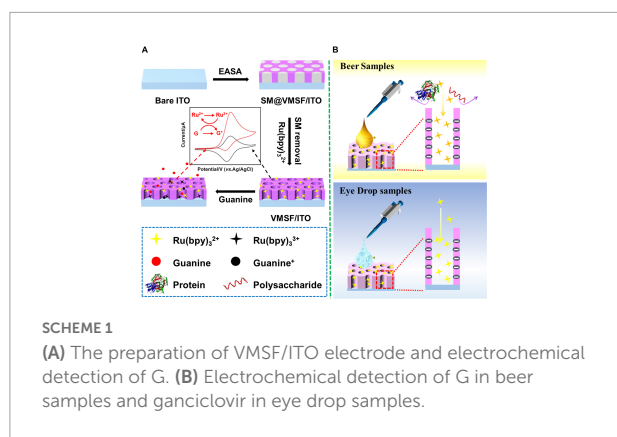 A
B
EASA
Bare ITO
SM@VMSF/ITO
Ru²⁺ Ru³⁺
G G⁺
Current/μA
Potential/V (vs.Ag/AgCl)
SM removal
Ru(bpy)₃²⁺
Guanine
VMSF/ITO
Ru(bpy)₃²⁺ Ru(bpy)₃³⁺
Guanine Guanine⁺
Protein Polysaccharide
Beer Samples
Protein
Polysaccharide
Eye Drop samples
SCHEME 1
(A) The preparation of VMSF/ITO electrode and electrochemical
detection of G. (B) Electrochemical detection of G in beer
samples and ganciclovir in eye drop samples.